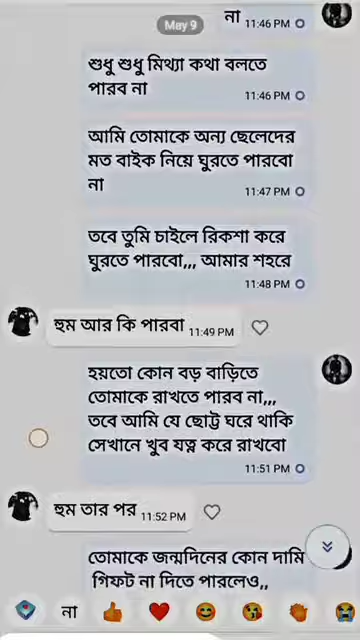 না
11:46 PM
May 9
শুধু শুধু মিথ্যা কথা বলতে
পারব না
11:46 PM
আমি তোমাকে অন্য ছেলেদের
মত বাইক নিয়ে ঘুরতে পারবো
না
11:47 PM
তবে তুমি চাইলে রিকশা করে
ঘুরতে পারবো,,, আমার শহরে
11:48 PM
হুম আর কি পারবা
11:49 PM
হয়তো কোন বড় বাড়িতে
তোমাকে রাখতে পারব না,,,
তবে আমি যে ছোট্ট ঘরে থাকি
সেখানে খুব যত্ন করে রাখবো
11:51 PM
হুম তার পর
11:52 PM
তোমাকে জন্মদিনের কোন দামি
গিফট না দিতে পারলেও,,
না